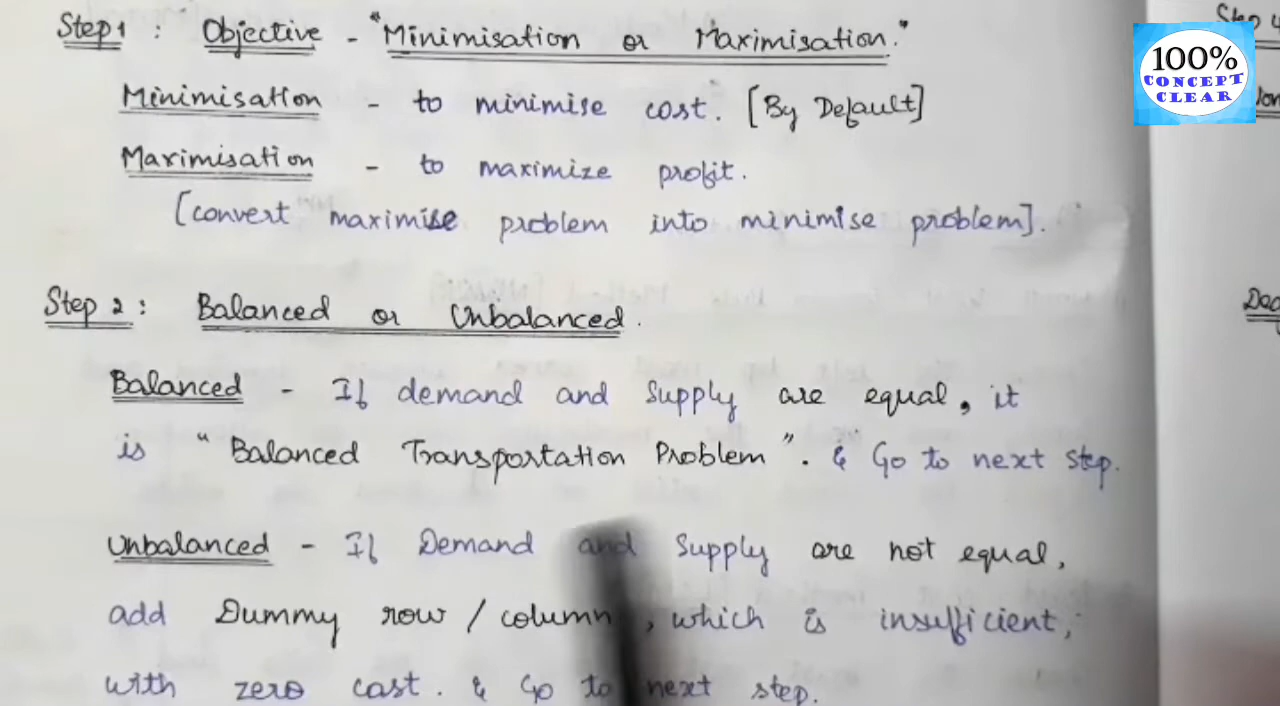 Step 1 : Objective - "Minimisation or Maximisation."
Minimisation - to minimise cost. [By Default]
Maximisation - to maximize profit.
[convert maximise problem into minimise problem].
Step 2 : Balanced or Unbalanced.
Balanced - If demand and Supply are equal, it
is "Balanced Transportation Problem". & Go to next step.
Unbalanced - If Demand and Supply are not equal,
add Dummy row / column, which is insufficient,
with zero cast. & Go to next step.
Step 4
100%
CONCEPT
CLEAR